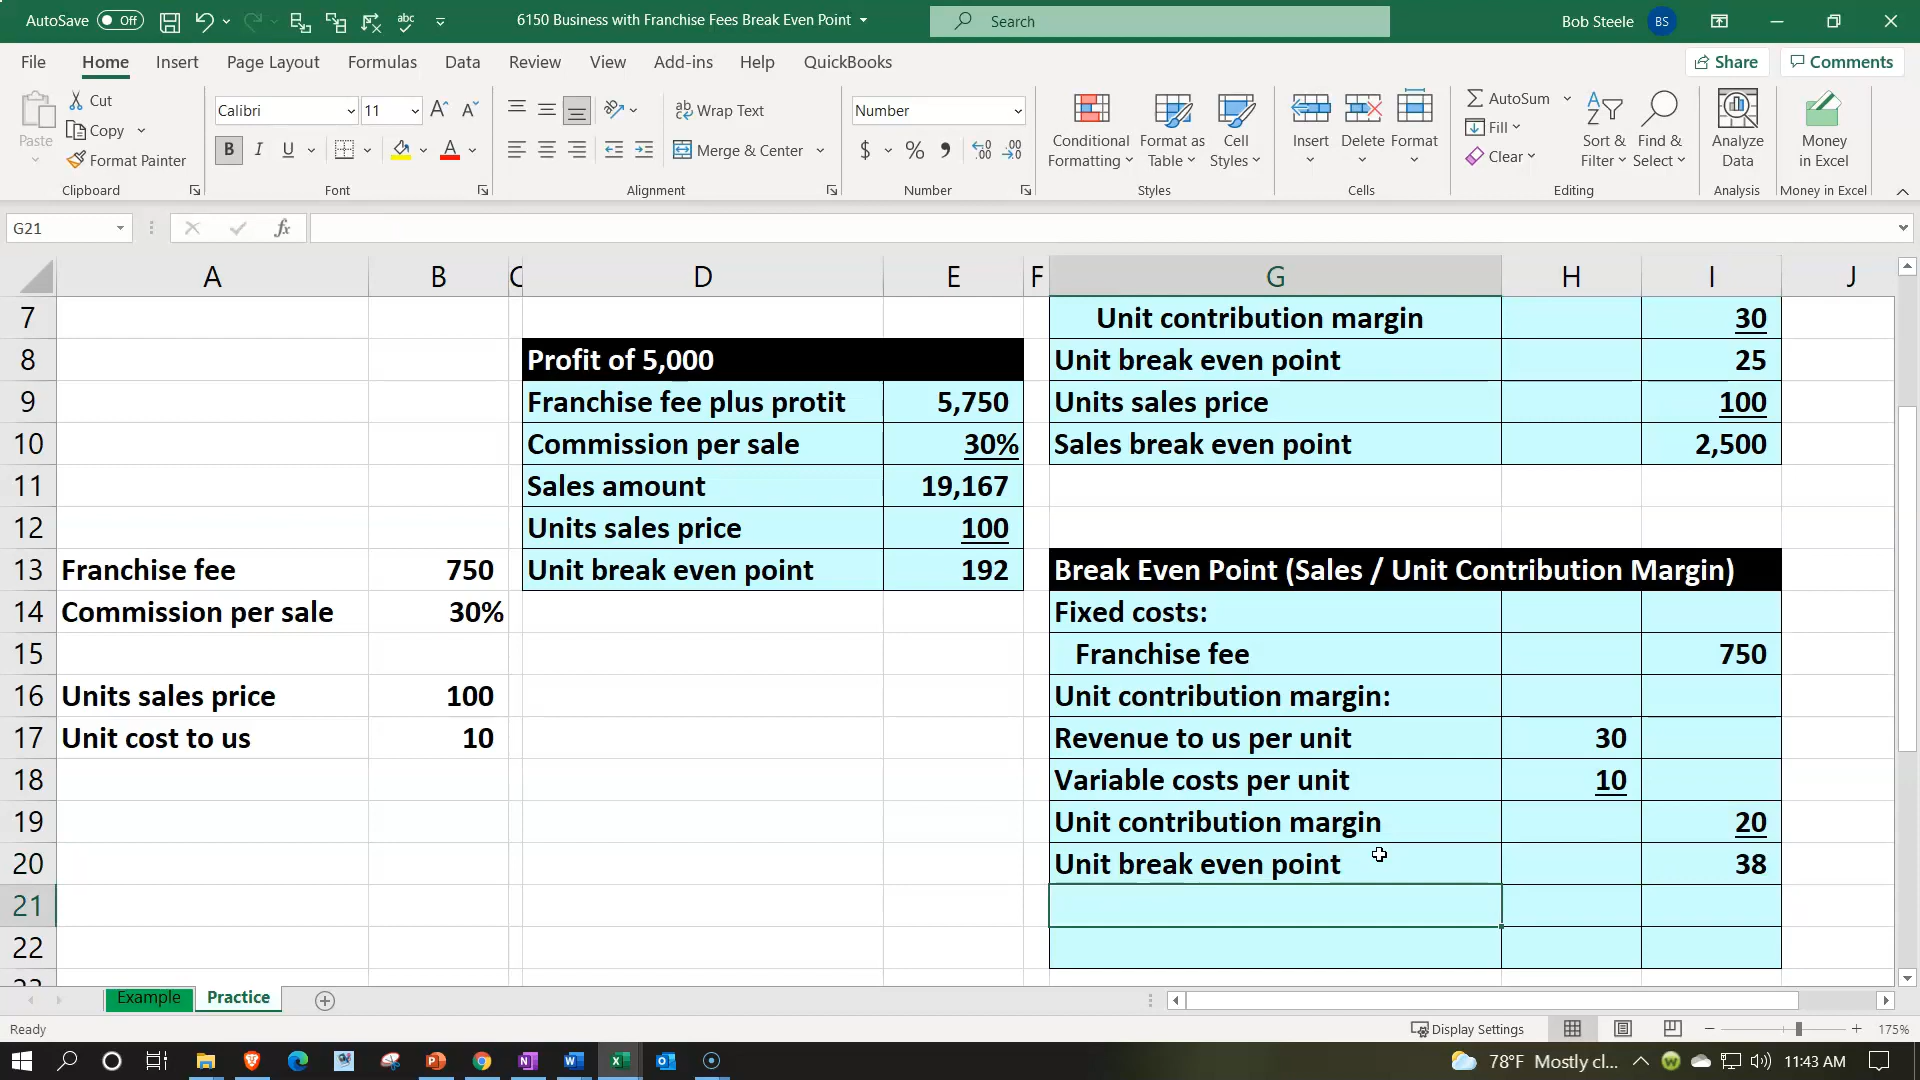 AutoSave Off abc 6150 Business with Franchise Fees Break Even Point Search Bob Steele BS
File Home Insert Page Layout Formulas Data Review View Add-ins Help QuickBooks Share Comments
Paste Cut Copy Format Painter Clipboard
Calibri 11 A A B I U A Font
ab Wrap Text Merge & Center Alignment
Number $ % , Number
Conditional Formatting Format as Table Cell Styles Styles
Insert Delete Format Cells
AutoSum Fill Clear Sort & Filter Find & Select Editing
Analyze Data Analysis
Money in Excel Money in Excel
G21 fx
A B C D E F G H I J
7 Unit contribution margin 30
8 Profit of 5,000 Unit break even point 25
9 Franchise fee plus protit 5,750 Units sales price 100
10 Commission per sale 30% Sales break even point 2,500
11 Sales amount 19,167
12 Units sales price 100
13 Franchise fee 750 Unit break even point 192 Break Even Point (Sales / Unit Contribution Margin)
14 Commission per sale 30% Fixed costs:
15 Franchise fee 750
16 Units sales price 100 Unit contribution margin:
17 Unit cost to us 10 Revenue to us per unit 30
18 Variable costs per unit 10
19 Unit contribution margin 20
20 Unit break even point 38
21
22
Example Practice
Ready Display Settings 175%
78°F Mostly cl... 11:43 AM